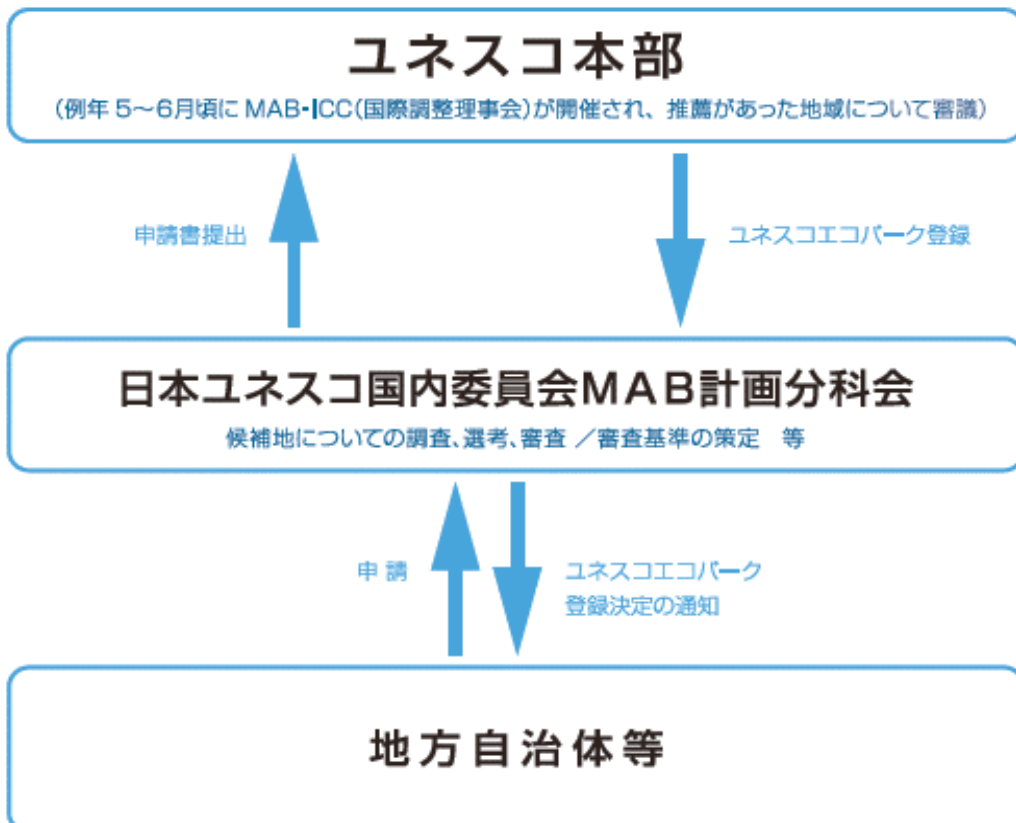 ユネスコ本部
(例年 5〜6月頃に MAB・ICC(国際調整理事会)が開催され、推薦があった地域について審議)
申請書提出
ユネスコエコパーク登録
日本ユネスコ国内委員会MAB計画分科会
候補地についての調査、選考、審査 ／審査基準の策定　等
申 請
ユネスコエコパーク
登録決定の通知
地方自治体等